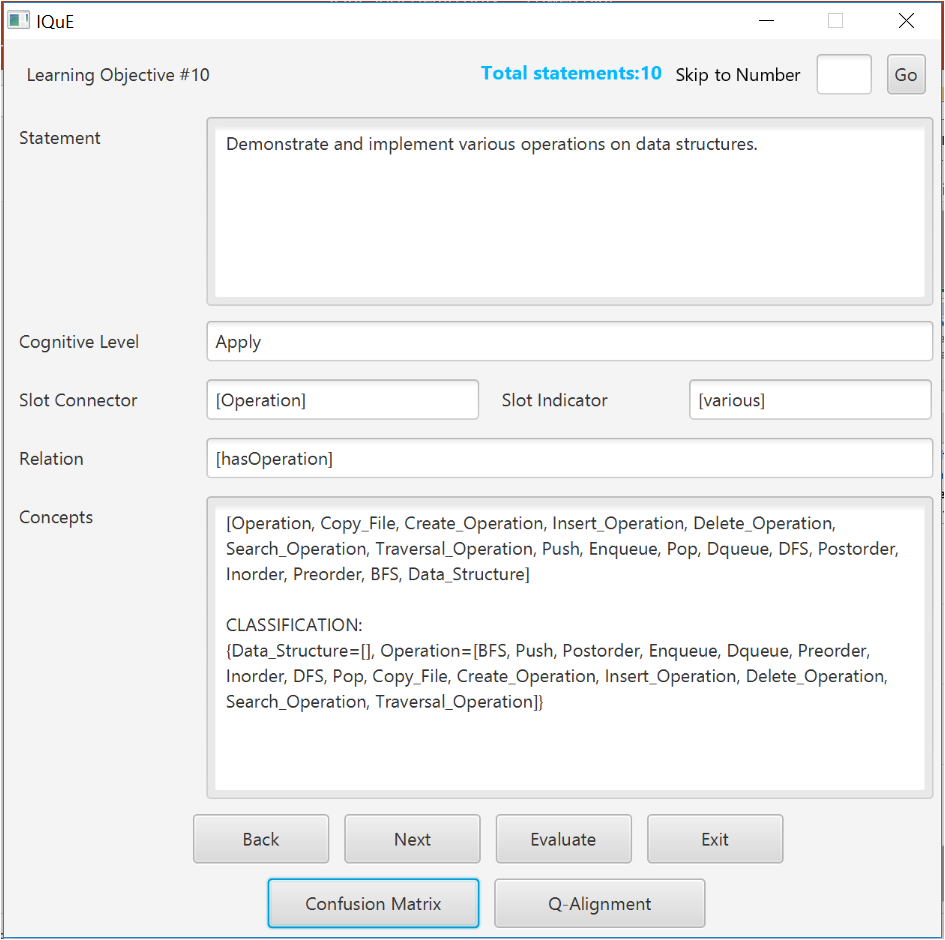 IQuE
Learning Objective #10
Total statements:10 Skip to Number
Go
Statement
Demonstrate and implement various operations on data structures.
Cognitive Level
Apply
Slot Connector
[Operation]
Slot Indicator
[various]
Relation
[hasOperation]
Concepts
[Operation, Copy_File, Create_Operation, Insert_Operation, Delete_Operation,
Search_Operation, Traversal_Operation, Push, Enqueue, Pop, Dqueue, DFS, Postorder,
Inorder, Preorder, BFS, Data_Structure]
CLASSIFICATION:
{Data_Structure=[], Operation=[BFS, Push, Postorder, Enqueue, Dqueue, Preorder,
Inorder, DFS, Pop, Copy_File, Create_Operation, Insert_Operation, Delete_Operation,
Search_Operation, Traversal_Operation]}
Back
Next
Evaluate
Exit
Confusion Matrix
Q-Alignment